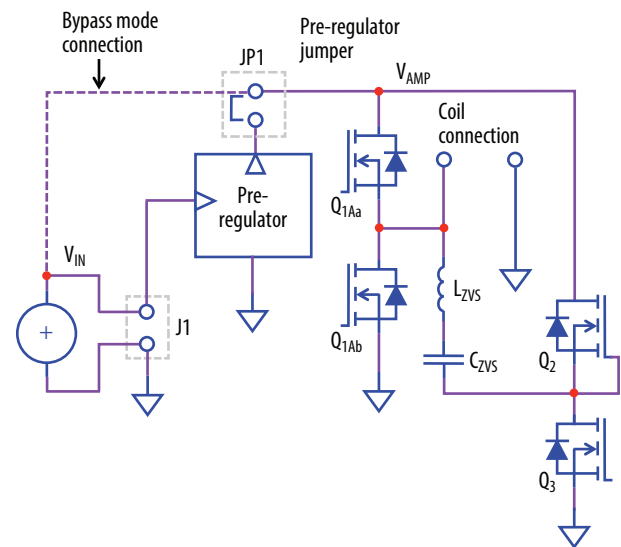 Bypass mode
connection
JP1
Pre-regulator
jumper
VAMP
Coil
connection
Q1Aa
Pre-
regulator
VIN
J1
LZVS
Q1Ab
CZVS
Q2
Q3
+